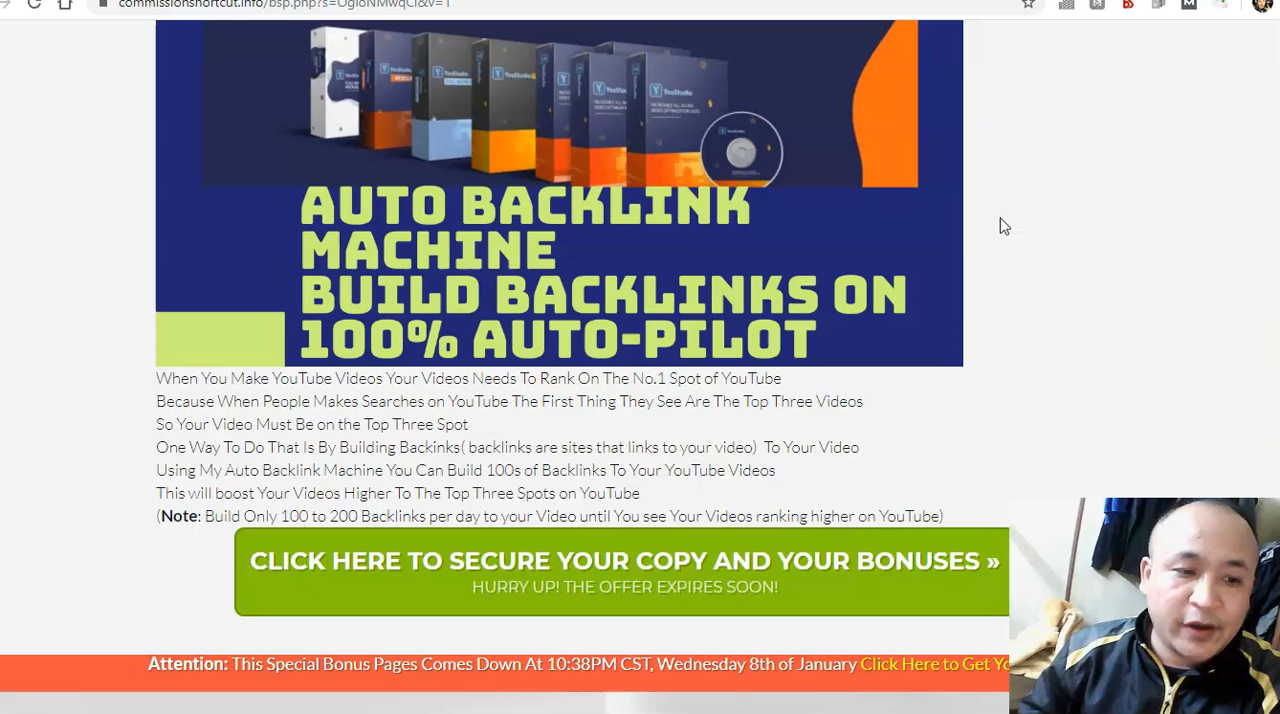 commissionshortcut.info/bsp.php?s=
YouStudio
YouStudio
YouStudio
YouStudio
YouStudio
AUTO BACKLINK
MACHINE
BUILD BACKLINKS ON
100% AUTO-PILOT
When You Make YouTube Videos Your Videos Needs To Rank On The No.1 Spot of YouTube
Because When People Makes Searches on YouTube The First Thing They See Are The Top Three Videos
So Your Video Must Be on the Top Three Spot
One Way To Do That Is By Building Backinks( backlinks are sites that links to your video) To Your Video
Using My Auto Backlink Machine You Can Build 100s of Backlinks To Your YouTube Videos
This will boost Your Videos Higher To The Top Three Spots on YouTube
(Note: Build Only 100 to 200 Backlinks per day to your Video until You see Your Videos ranking higher on YouTube)
CLICK HERE TO SECURE YOUR COPY AND YOUR BONUSES »
HURRY UP! THE OFFER EXPIRES SOON!
Attention: This Special Bonus Pages Comes Down At 10:38PM CST, Wednesday 8th of January Click Here to Get Yo